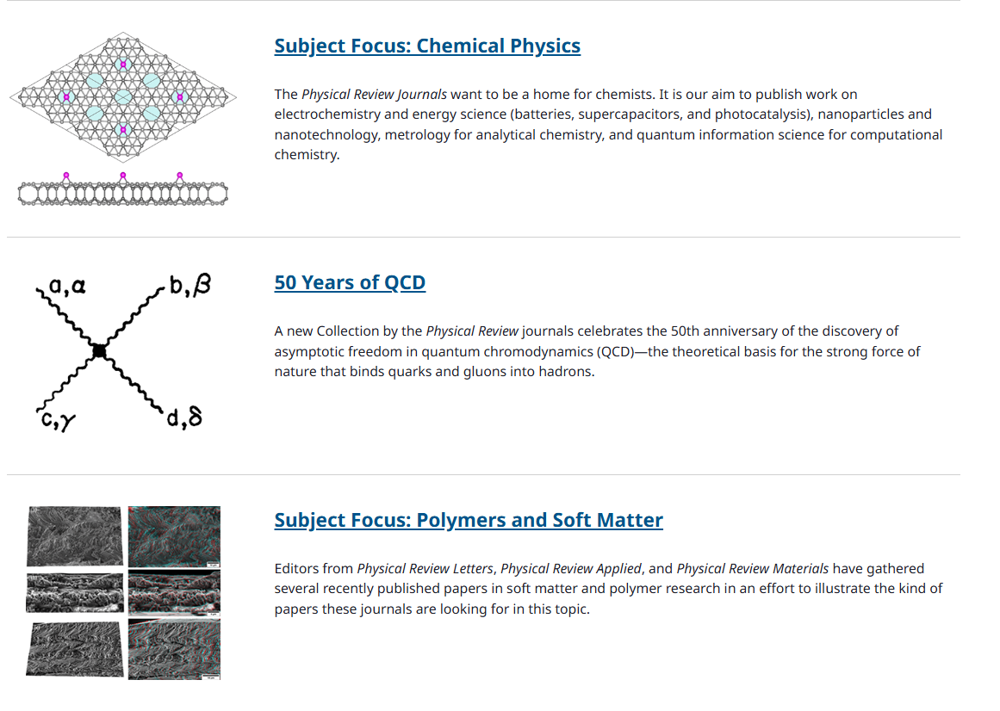 Subject Focus: Chemical Physics
The Physical Review Journals want to be a home for chemists. It is our aim to publish work on
electrochemistry and energy science (batteries, supercapacitors, and photocatalysis), nanoparticles and
nanotechnology, metrology for analytical chemistry, and quantum information science for computational
chemistry.
a,α
b,β
c,γ
d,δ
50 Years of QCD
A new Collection by the Physical Review journals celebrates the 50th anniversary of the discovery of
asymptotic freedom in quantum chromodynamics (QCD)—the theoretical basis for the strong force of
nature that binds quarks and gluons into hadrons.
Subject Focus: Polymers and Soft Matter
Editors from Physical Review Letters, Physical Review Applied, and Physical Review Materials have gathered
several recently published papers in soft matter and polymer research in an effort to illustrate the kind of
papers these journals are looking for in this topic.